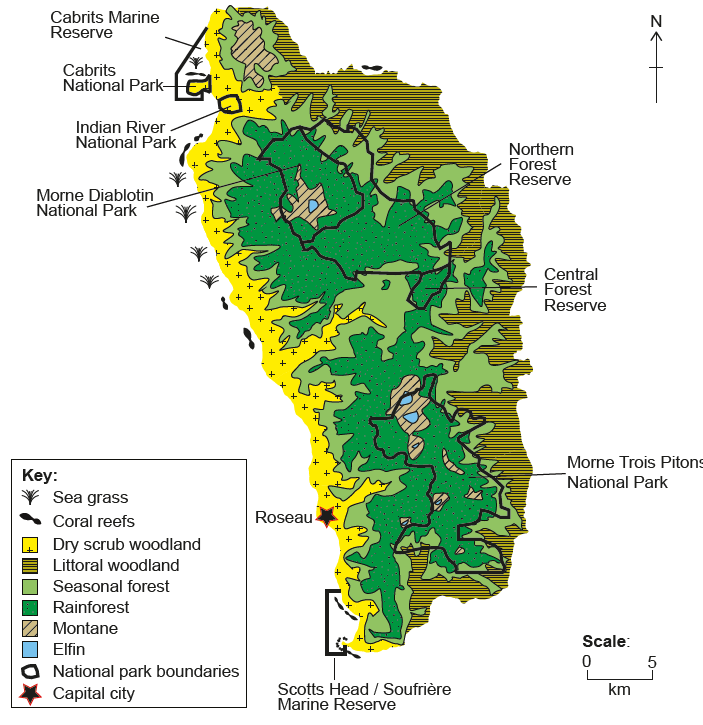 Cabrits Marine
Reserve
Cabrits
National Park
Indian River
National Park
Morne Diablotin
National Park
N
Northern
Forest
Reserve
Central
Forest
Reserve
Morne Trois Pitons
National Park
Roseau
Key:
Sea grass
Coral reefs
Dry scrub woodland
Littoral woodland
Seasonal forest
Rainforest
Montane
Elfin
National park boundaries
Capital city
Scotts Head / Soufrière
Marine Reserve
Scale:
0 5
km